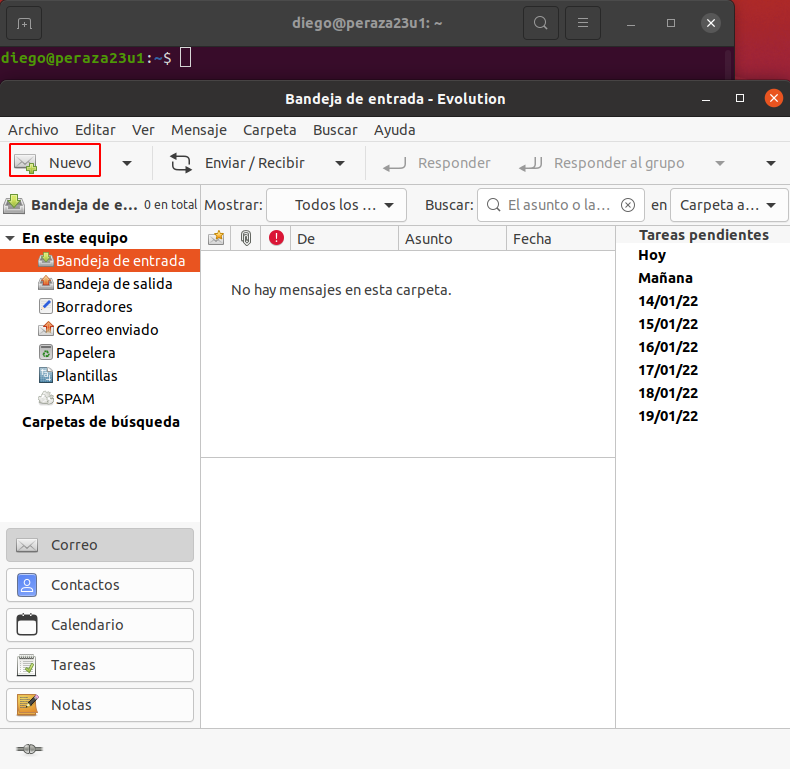 diego@peraza23u1: ~
diego@peraza23u1:~$
Bandeja de entrada - Evolution
Archivo Editar Ver Mensaje Carpeta Buscar Ayuda
Nuevo Enviar / Recibir Responder Responder al grupo
Bandeja de e... 0 en total Mostrar: Todos los ... Buscar: El asunto o la... en Carpeta a...
En este equipo
Bandeja de entrada
Bandeja de salida
Borradores
Correo enviado
Papelera
Plantillas
SPAM
Carpetas de búsqueda
Correo
Contactos
Calendario
Tareas
Notas
De Asunto Fecha
No hay mensajes en esta carpeta.
Tareas pendientes
Hoy
Mañana
14/01/22
15/01/22
16/01/22
17/01/22
18/01/22
19/01/22